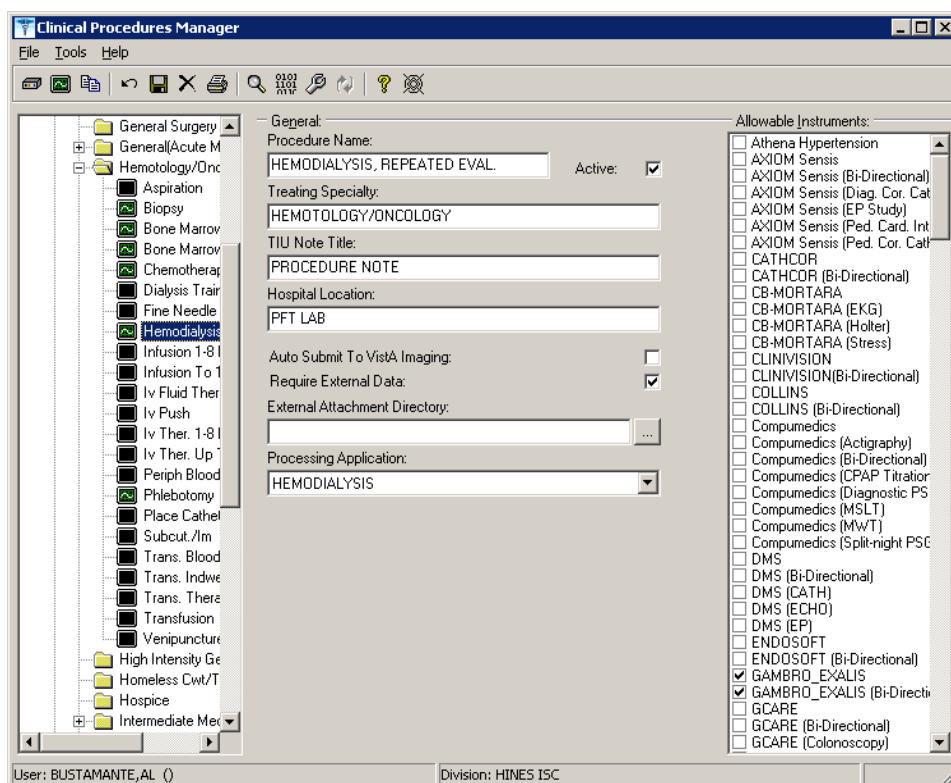 Clinical Procedures Manager
File Tools Help
General Surgery
General(Acute M
Hemotology/Onc
Aspiration
Biopsy
Bone Marrow
Bone Marrow
Chemotherap
Dialysis Train
Fine Needle
Hemodialysis
Infusion 1-8
Infusion To 1
Iv Fluid Ther
Iv Push
Iv Ther. 1-8
Iv Ther. Up
Periph Blood
Phlebotomy
Place Cathet
Subcut./Im
Trans. Blood
Trans. Indwe
Trans. Thera
Transfusion
Venipuncture
High Intensity Ge
Homeless Cwt/T
Hospice
Intermediate Med
General:
Procedure Name:
HEMODIALYSIS, REPEATED EVAL.
Active:
Treating Specialty:
HEMOTOLOGY/ONCOLOGY
TIU Note Title:
PROCEDURE NOTE
Hospital Location:
PFT LAB
Auto Submit To VistA Imaging:
Require External Data:
External Attachment Directory:
...
Processing Application:
HEMODIALYSIS
Allowable Instruments:
Athena Hypertension
AXIOM Sensis
AXIOM Sensis (Bi-Directional)
AXIOM Sensis (Diag. Cor. Cat
AXIOM Sensis (EP Study)
AXIOM Sensis (Ped. Card. Int
AXIOM Sensis (Ped. Cor. Cath
CATHCOR
CATHCOR (Bi-Directional)
CB-MORTARA
CB-MORTARA (EKG)
CB-MORTARA (Holter)
CB-MORTARA (Stress)
CLINIVISION
CLINIVISION(Bi-Directional)
COLLINS
COLLINS (Bi-Directional)
Compumedics
Compumedics (Actigraphy)
Compumedics (Bi-Directional)
Compumedics (CPAP Titration
Compumedics (Diagnostic PS
Compumedics (MSLT)
Compumedics (MWT)
Compumedics (Split-night PSG
DMS
DMS (Bi-Directional)
DMS (CATH)
DMS (ECHO)
DMS (EP)
ENDOSOFT
ENDOSOFT (Bi-Directional)
GAMBRO_EXALIS
GAMBRO_EXALIS (Bi-Directi
GCARE
GCARE (Bi-Directional)
GCARE (Colonoscopy)
User: BUSTAMANTE,AL ()
Division: HINES ISC